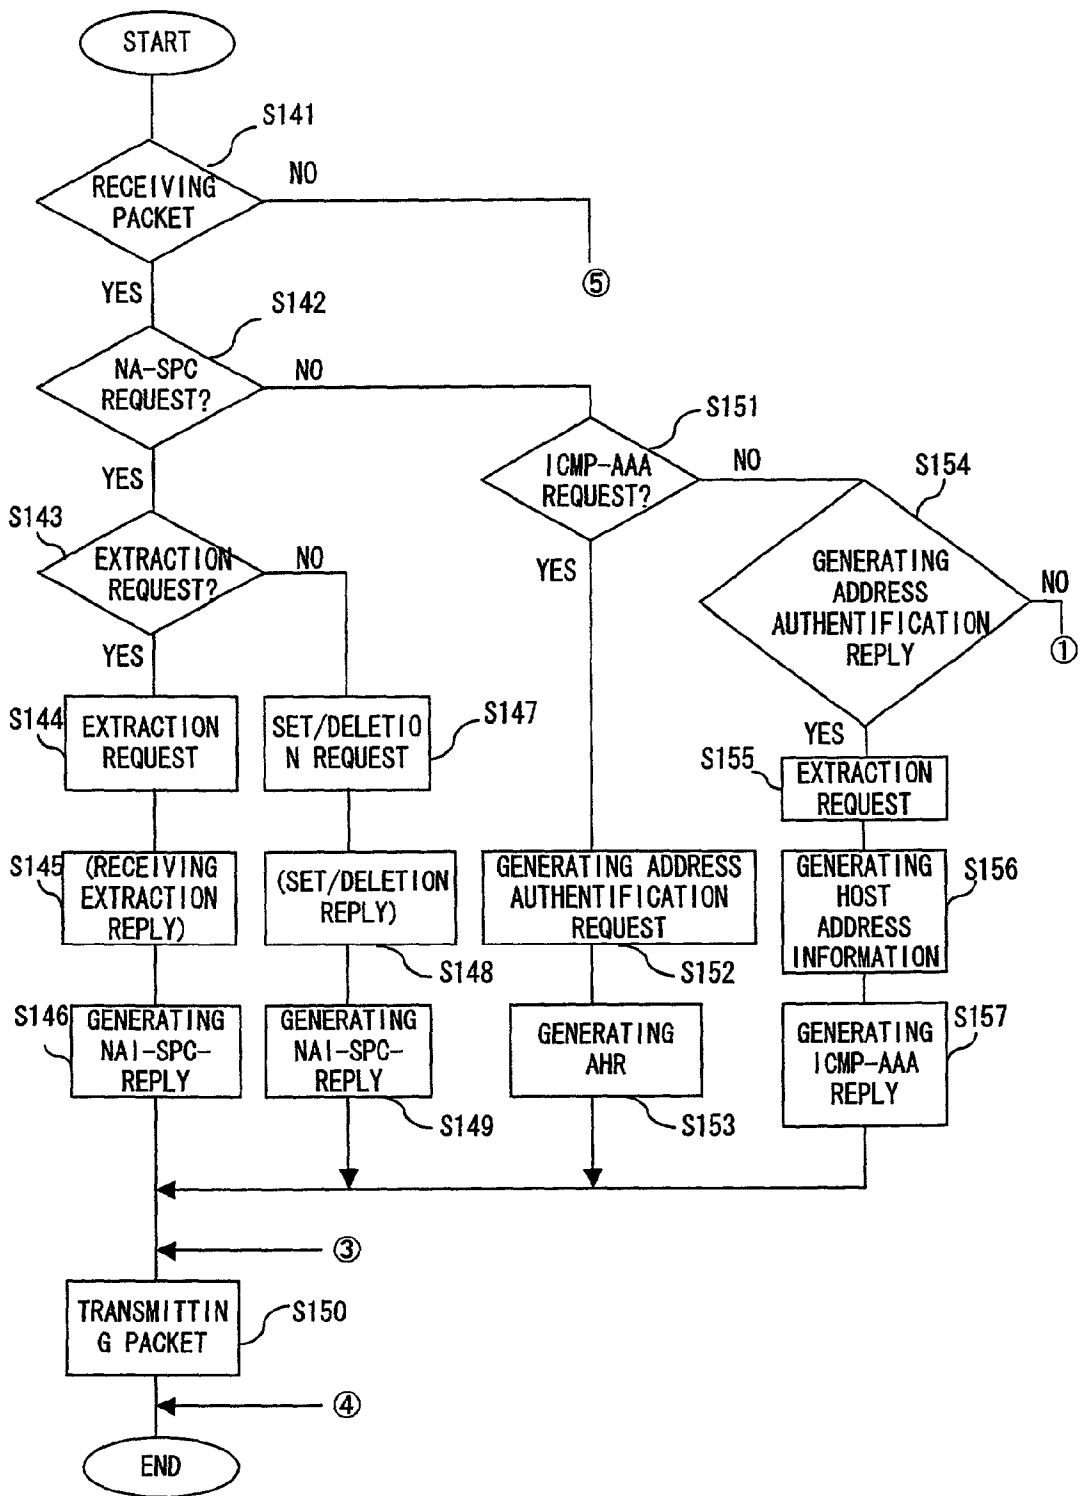 START
S141
RECEIVING
PACKET
NO
⑤
YES
S142
NA-SPC
REQUEST?
NO
S151
ICMP-AAA
REQUEST?
NO
S154
YES
S143
EXTRACTION
REQUEST?
NO
YES
GENERATING
ADDRESS
AUTHENTIFICATION
REPLY
NO
①
YES
S144
EXTRACTION
REQUEST
SET/DELETIO
N REQUEST
S147
YES
S155
EXTRACTION
REQUEST
S145
(RECEIVING
EXTRACTION
REPLY)
(SET/DELETION
REPLY)
S148
GENERATING ADDRESS
AUTHENTIFICATION
REQUEST
S152
GENERATING
HOST
ADDRESS
INFORMATION
S156
S146
GENERATING
NAI-SPC-
REPLY
GENERATING
NAI-SPC-
REPLY
S149
GENERATING
AHR
S153
GENERATING
ICMP-AAA
REPLY
S157
③
TRANSMITTIN
G PACKET
S150
④
END